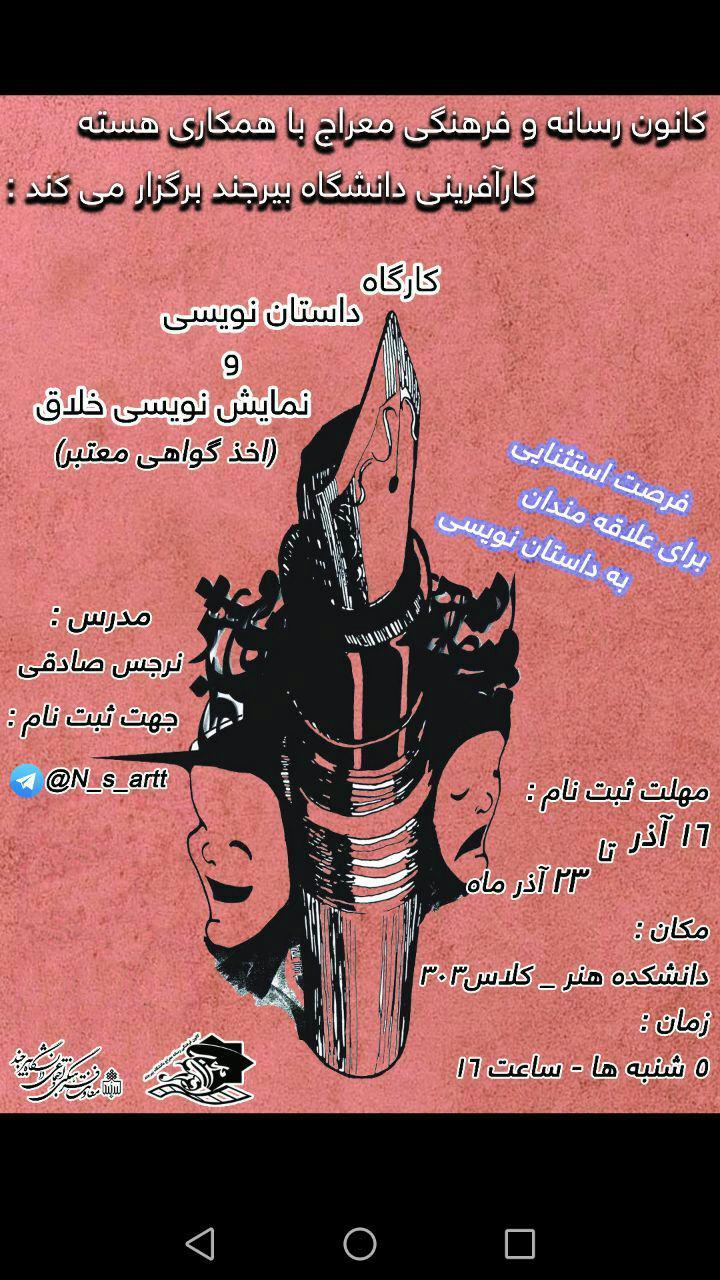 کانون رسانه و فرهنگی معراج با همکاری هسته
کارآفرینی دانشگاه بیرجند برگزار می کند :
کارگاه
داستان نویسی
و
نمایش نویسی خلاق
(اخذ گواهی معتبر)
فرصت استثنایی
برای علاقه مندان
به داستان نویسی
مدرس :
نرجس صادقی
جهت ثبت نام :
@N_s_artt
مهلت ثبت نام :
۱۶ آذر تا
۲۳ آذر ماه
مکان :
دانشکده هنر _ کلاس۳۰۳
زمان :
۵ شنبه ها - ساعت ۱۶